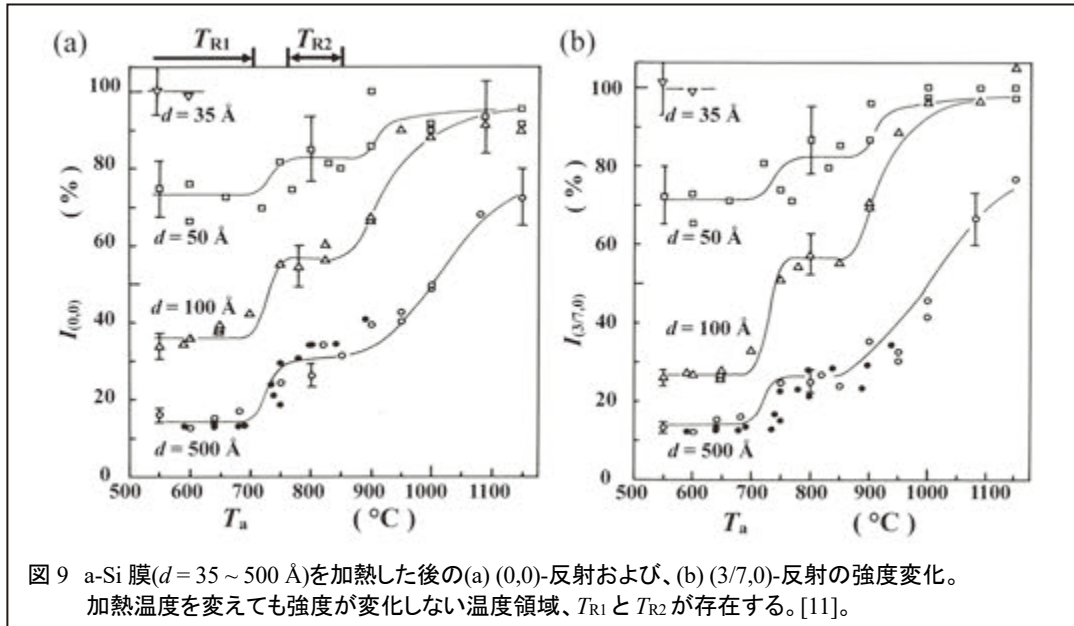 (a)
T_R1
T_R2
I_(0,0) (%)
100
80
60
40
20
0
d = 35 Å
d = 50 Å
d = 100 Å
d = 500 Å
500 600 700 800 900 1000 1100
T_a (°C)
(b)
I_(3/7,0) (%)
100
80
60
40
20
0
d = 35 Å
d = 50 Å
d = 100 Å
d = 500 Å
500 600 700 800 900 1000 1100
T_a (°C)
図 9 a-Si 膜(d = 35 ~ 500 Å)を加熱した後の(a) (0,0)-反射および、(b) (3/7,0)-反射の強度変化。
加熱温度を変えても強度が変化しない温度領域、T_R1 と T_R2 が存在する。[11]。